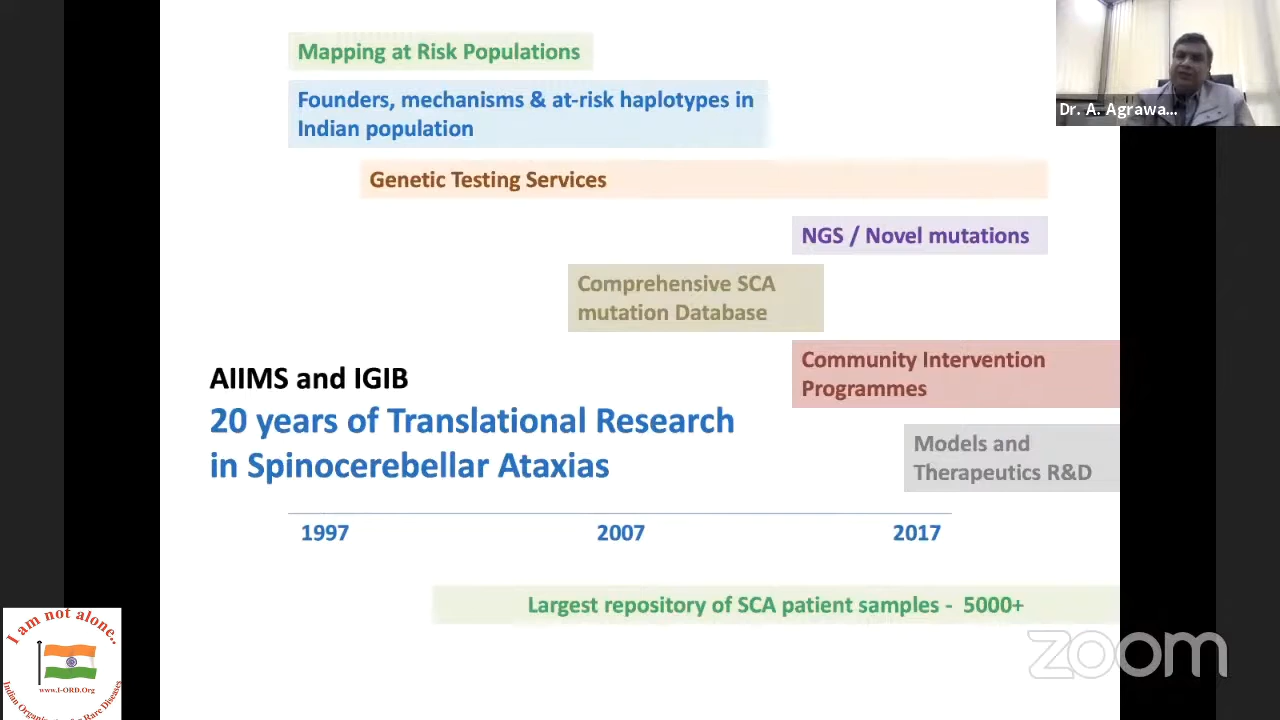 Mapping at Risk Populations
Founders, mechanisms & at-risk haplotypes in
Indian population
Dr. A. Agrawa...
Genetic Testing Services
NGS / Novel mutations
Comprehensive SCA
mutation Database
Community Intervention
Programmes
AIIMS and IGIB
20 years of Translational Research
in Spinocerebellar Ataxias
Models and
Therapeutics R&D
1997 2007 2017
Largest repository of SCA patient samples - 5000+
zoom
I am not alone..
www.I-ORD.Org
Indian Rare Diseases